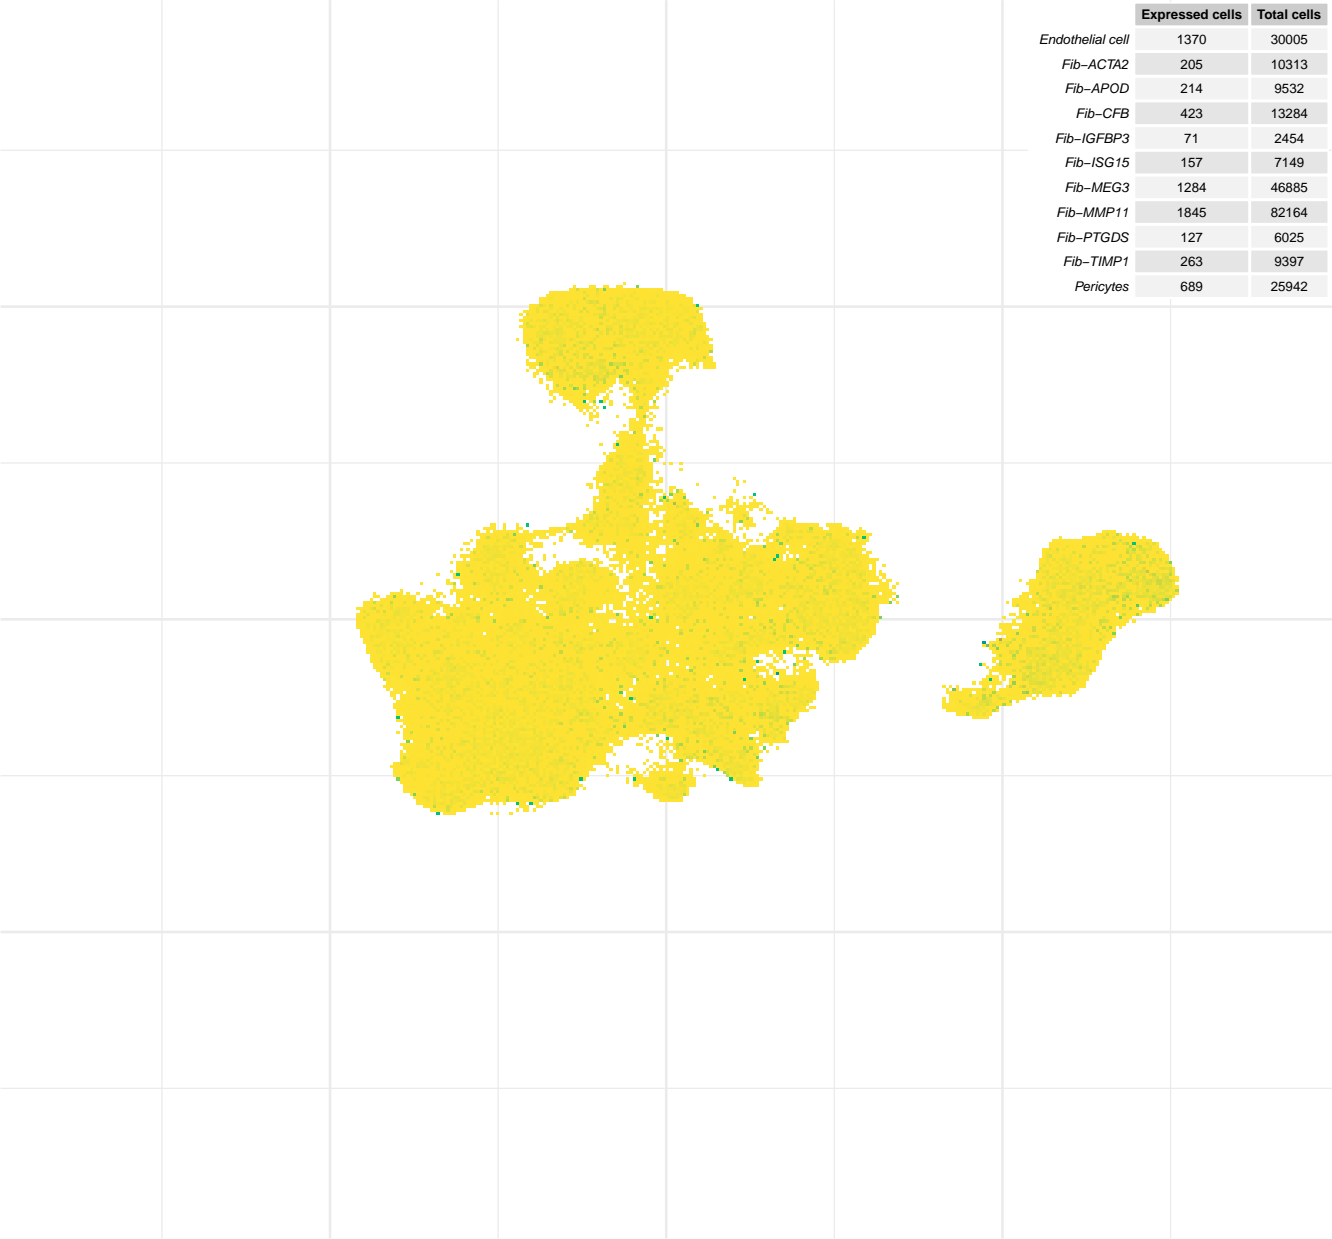 Expressed cells Total cells
Endothelial cell 1370 30005
Fib−ACTA2 205 10313
Fib−APOD 214 9532
Fib−CFB 423 13284
Fib−IGFBP3 71 2454
Fib−ISG15 157 7149
Fib−MEG3 1284 46885
Fib−MMP11 1845 82164
Fib−PTGDS 127 6025
Fib−TIMP1 263 9397
Pericytes 689 25942